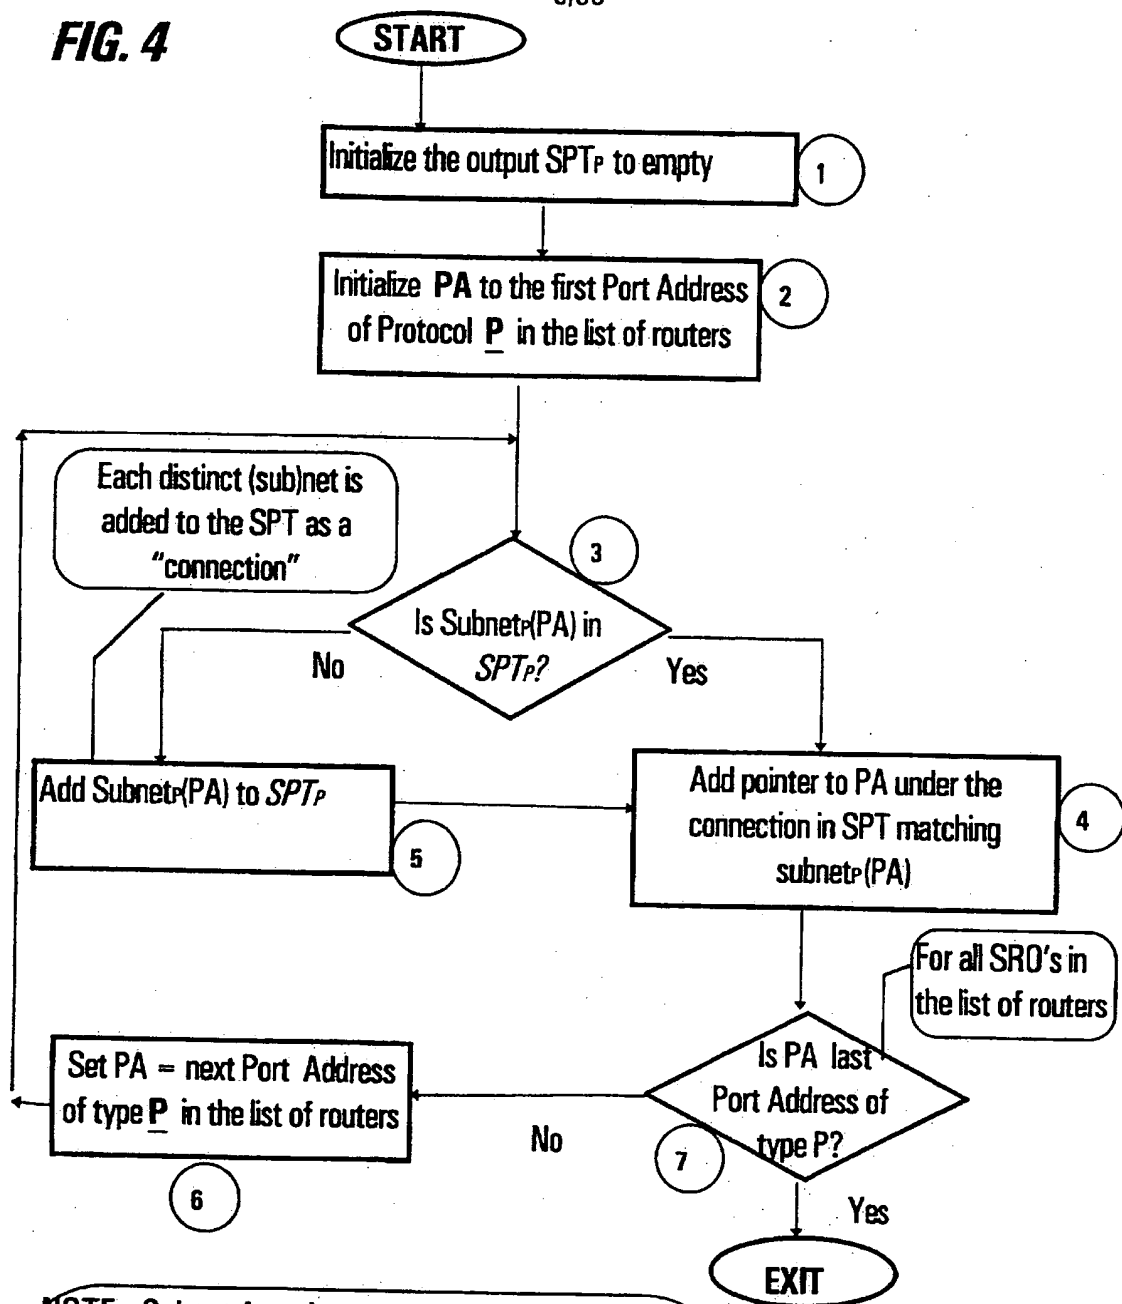 FIG. 4
START
Initialize the output SPTP to empty
1
Initialize PA to the first Port Address
of Protocol P in the list of routers
2
Each distinct (sub)net is
added to the SPT as a
"connection"
3
Is SubnetP(PA) in
SPTP?
No
Yes
Add SubnetP(PA) to SPTP
5
Add pointer to PA under the
connection in SPT matching
subnetP(PA)
4
For all SRO's in
the list of routers
Is PA last
Port Address of
type P?
7
No
Set PA = next Port Address
of type P in the list of routers
6
Yes
EXIT